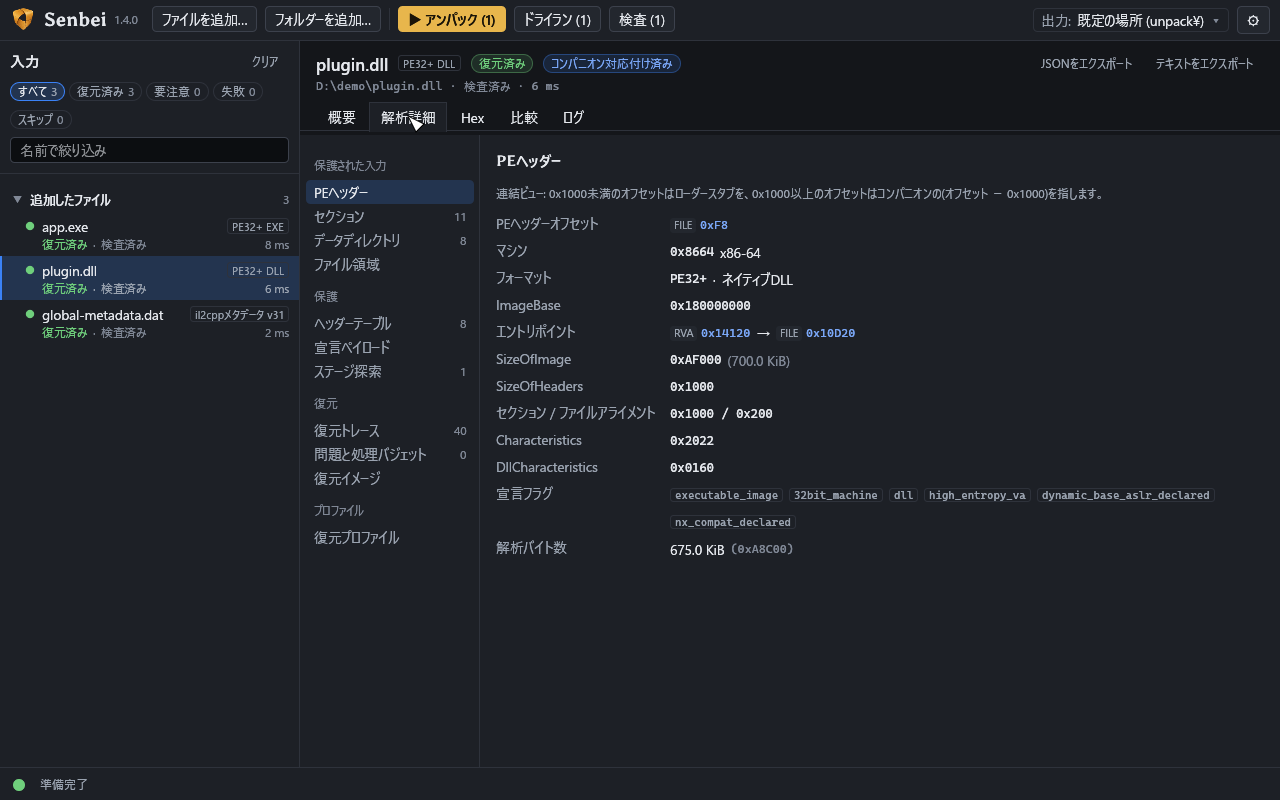 Senbei 1.4.0 ファイルを追加... フォルダーを追加... ▶ アンパック (1) ドライラン (1) 検査 (1) 出力: 既定の場所 (unpack¥)
入力 クリア
すべて 3 復元済み 3 要注意 0 失敗 0
スキップ 0
名前で絞り込み
追加したファイル 3
app.exe PE32+ EXE
復元済み · 検査済み 8 ms
plugin.dll PE32+ DLL
復元済み · 検査済み 6 ms
global-metadata.dat il2cppメタデータ v31
復元済み · 検査済み 2 ms
plugin.dll PE32+ DLL 復元済み コンパニオン対応付け済み JSONをエクスポート テキストをエクスポート
D:\demo\plugin.dll · 検査済み · 6 ms
概要 解析詳細 Hex 比較 ログ
保護された入力
PEヘッダー
セクション 11
データディレクトリ 8
ファイル領域
保護
ヘッダーテーブル 8
宣言ペイロード
ステージ探索 1
復元
復元トレース 40
問題と処理バジェット 0
復元イメージ
プロファイル
復元プロファイル
PEヘッダー
連結ビュー: 0x1000未満のオフセットはローダースタブを、0x1000以上のオフセットはコンパニオンの(オフセット − 0x1000)を指します。
PEヘッダーオフセット FILE 0xF8
マシン 0x8664 x86-64
フォーマット PE32+ · ネイティブDLL
ImageBase 0x180000000
エントリポイント RVA 0x14120 → FILE 0x10D20
SizeOfImage 0xAF000 (700.0 KiB)
SizeOfHeaders 0x1000
セクション / ファイルアライメント 0x1000 / 0x200
Characteristics 0x2022
DllCharacteristics 0x0160
宣言フラグ executable_image 32bit_machine dll high_entropy_va dynamic_base_aslr_declared
nx_compat_declared
解析バイト数 675.0 KiB (0xA8C00)
準備完了